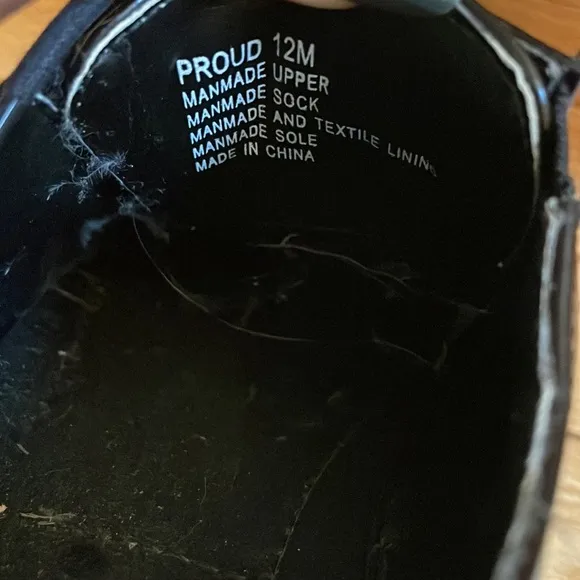 PROUD 12M
MANMADE UPPER
MANMADE SOCK
MANMADE AND TEXTILE LINING
MANMADE SOLE
MADE IN CHINA